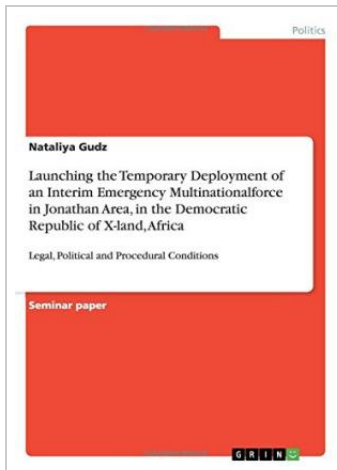 Politics
Nataliya Gudz
Launching the Temporary Deployment of
an Interim Emergency Multinationalforce
in Jonathan Area, in the Democratic
Republic of X-land, Africa
Legal, Political and Procedural Conditions
Seminar paper
GRIN